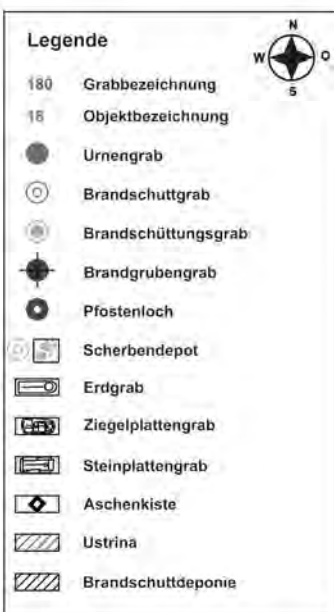 Legende
N
W O
S
180 Grabbezeichnung
18 Objektbezeichnung
Urnengrab
Brandschuttgrab
Brandschüttungsgrab
Brandgrubengrab
Pfostenloch
Scherbendepot
Erdgrab
Ziegelplattengrab
Steinplattengrab
Aschenkiste
Ustrina
Brandschuttdeponie